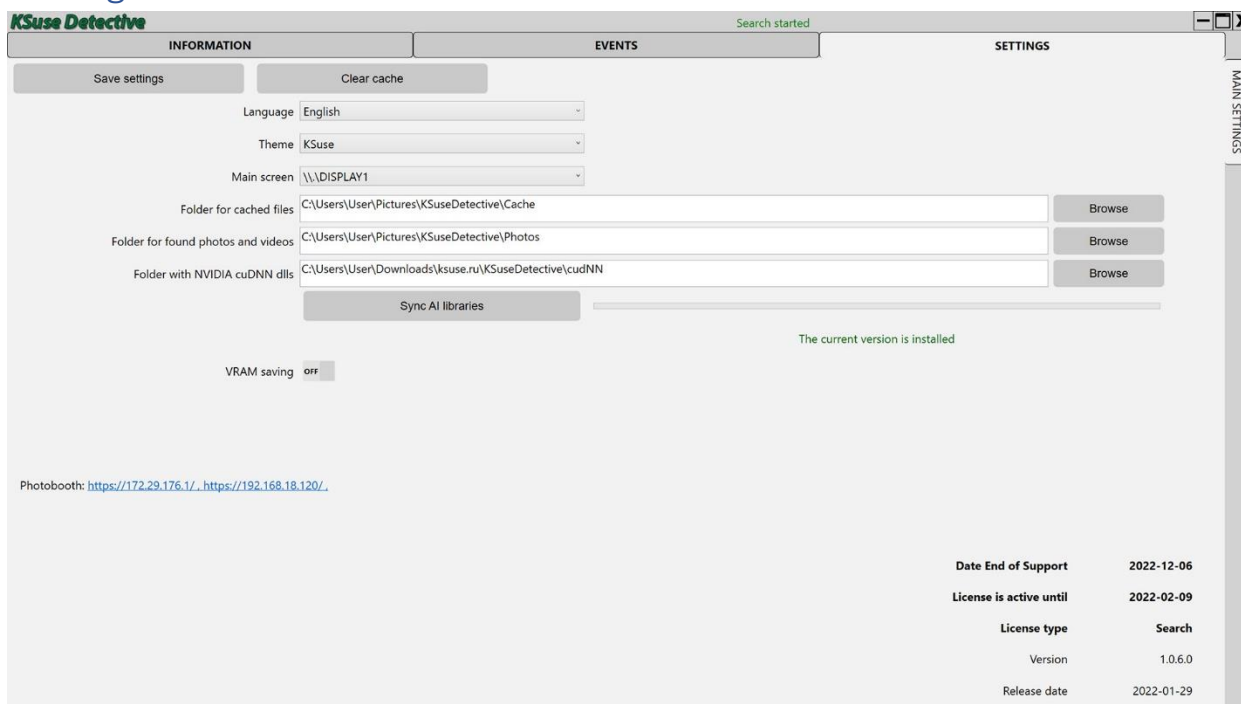 KSuse Detective
Search started
INFORMATION
EVENTS
SETTINGS
Save settings
Clear cache
MAIN SETTINGS
Language English
Theme KSuse
Main screen \\.\DISPLAY1
Folder for cached files C:\Users\User\Pictures\KSuseDetective\Cache Browse
Folder for found photos and videos C:\Users\User\Pictures\KSuseDetective\Photos Browse
Folder with NVIDIA cuDNN dlls C:\Users\User\Downloads\ksuse.ru\KSuseDetective\cudNN Browse
Sync AI libraries
The current version is installed
VRAM saving OFF
Photobooth: https://172.29.176.1/ , https://192.168.18.120/ ,
Date End of Support 2022-12-06
License is active until 2022-02-09
License type Search
Version 1.0.6.0
Release date 2022-01-29